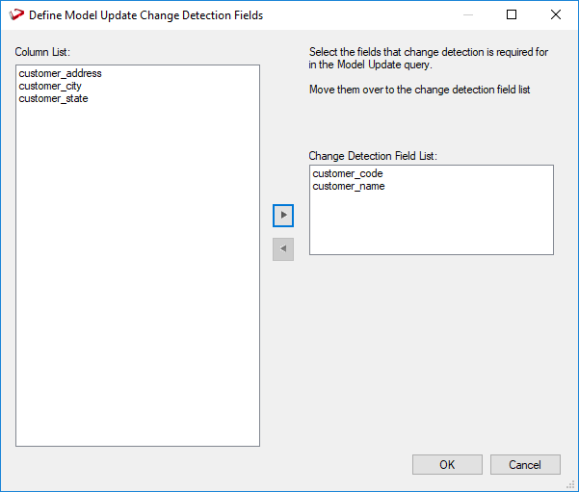 Define Model Update Change Detection Fields
Column List:
customer_address
customer_city
customer_state
Select the fields that change detection is required for
in the Model Update query.
Move them over to the change detection field list
Change Detection Field List:
customer_code
customer_name
OK
Cancel